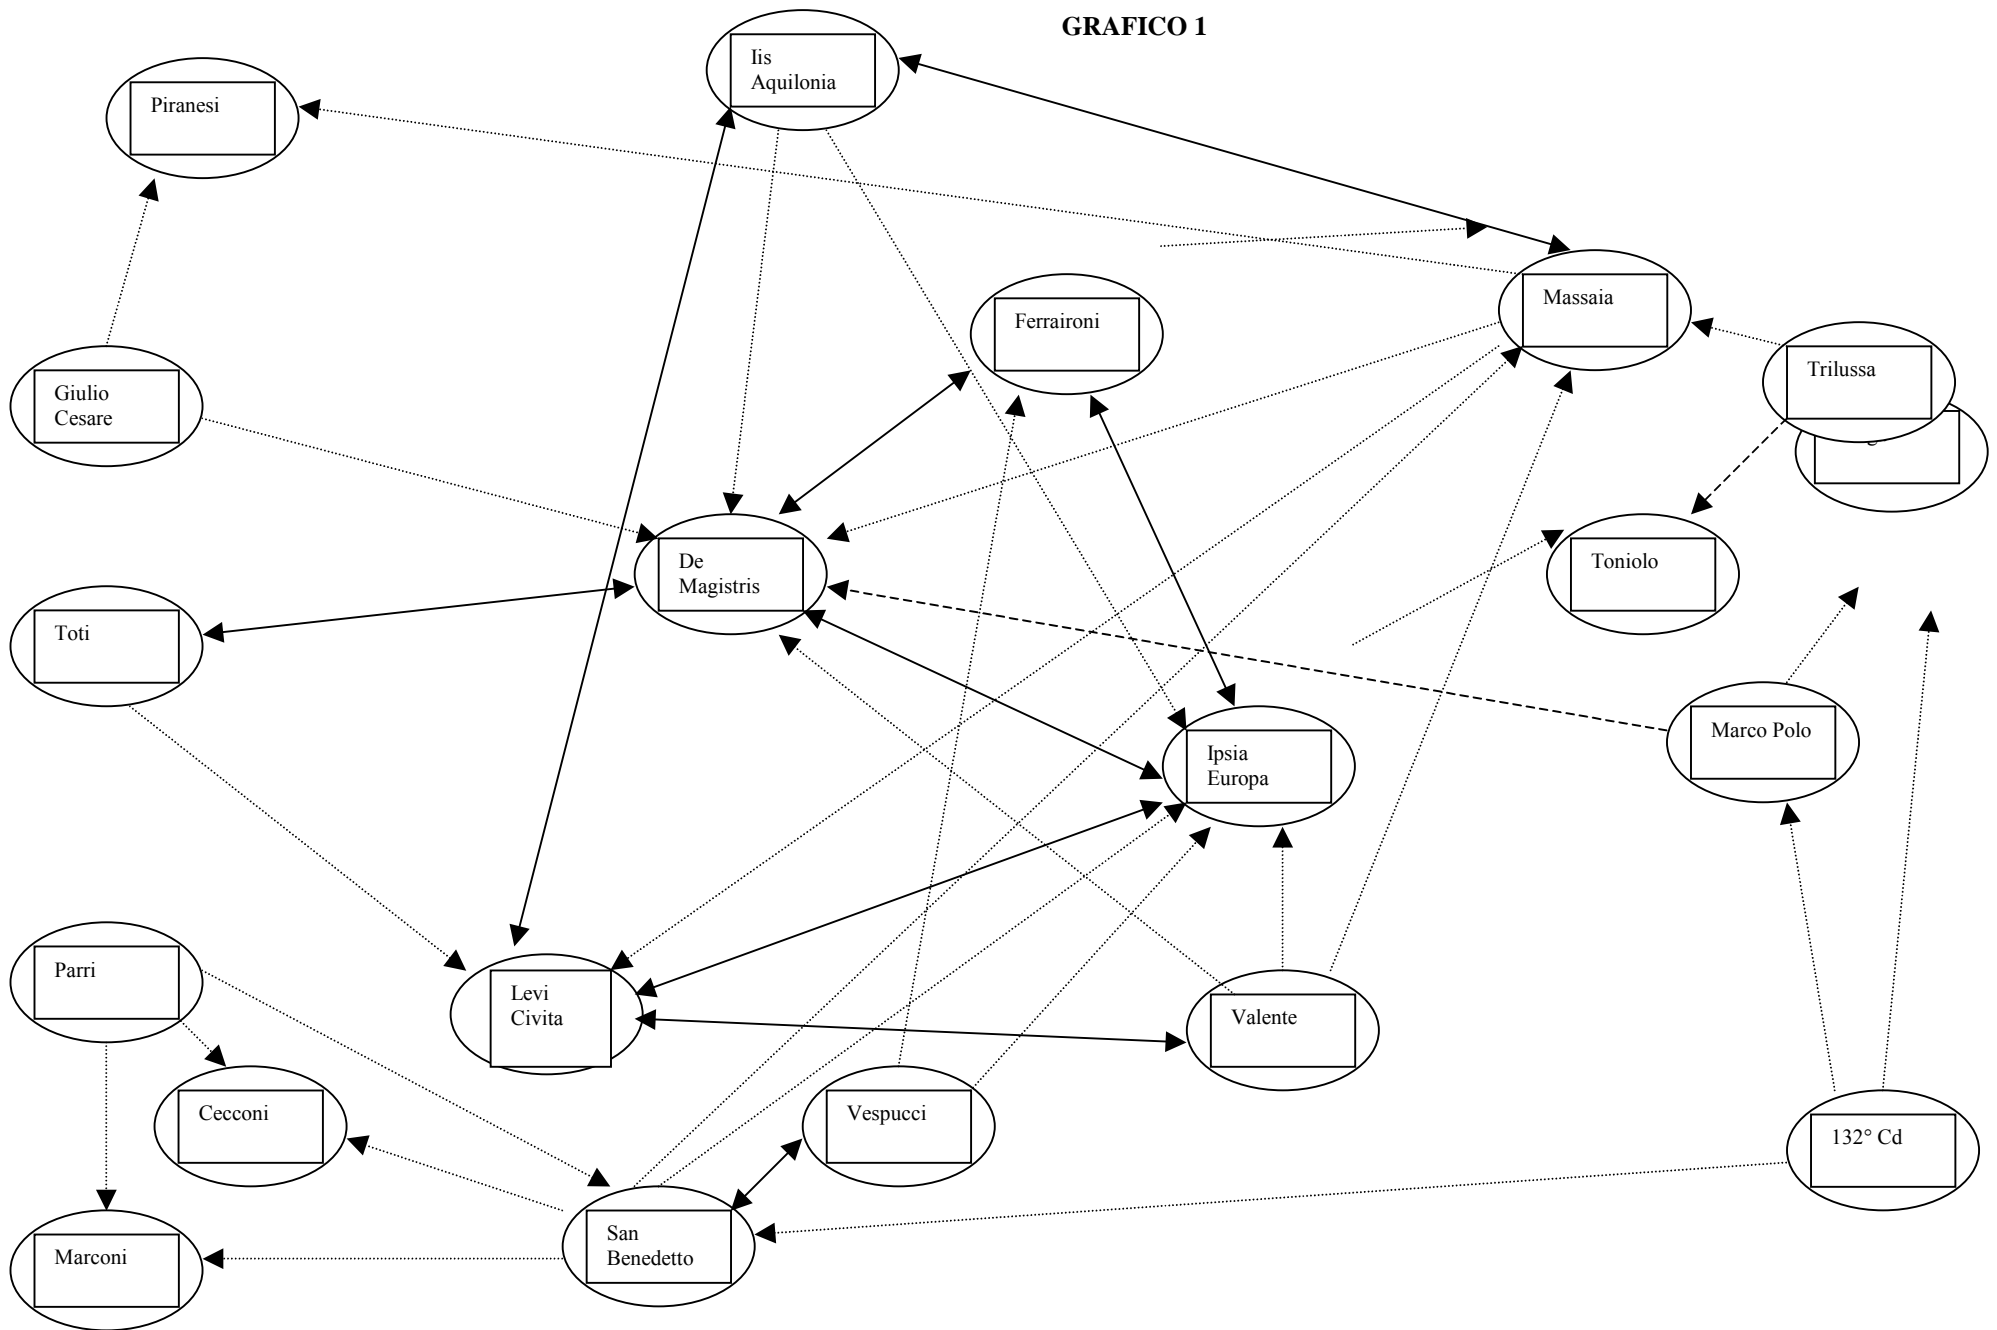 GRAFICO 1
Iis
Aquilonia
Piranesi
Massaia
Ferraironi
Trilussa
Giulio
Cesare
De
Magistris
Toniolo
Toti
Marco Polo
Ipsia
Europa
Parri
Levi
Civita
Valente
Cecconi
Vespucci
132° Cd
San
Benedetto
Marconi